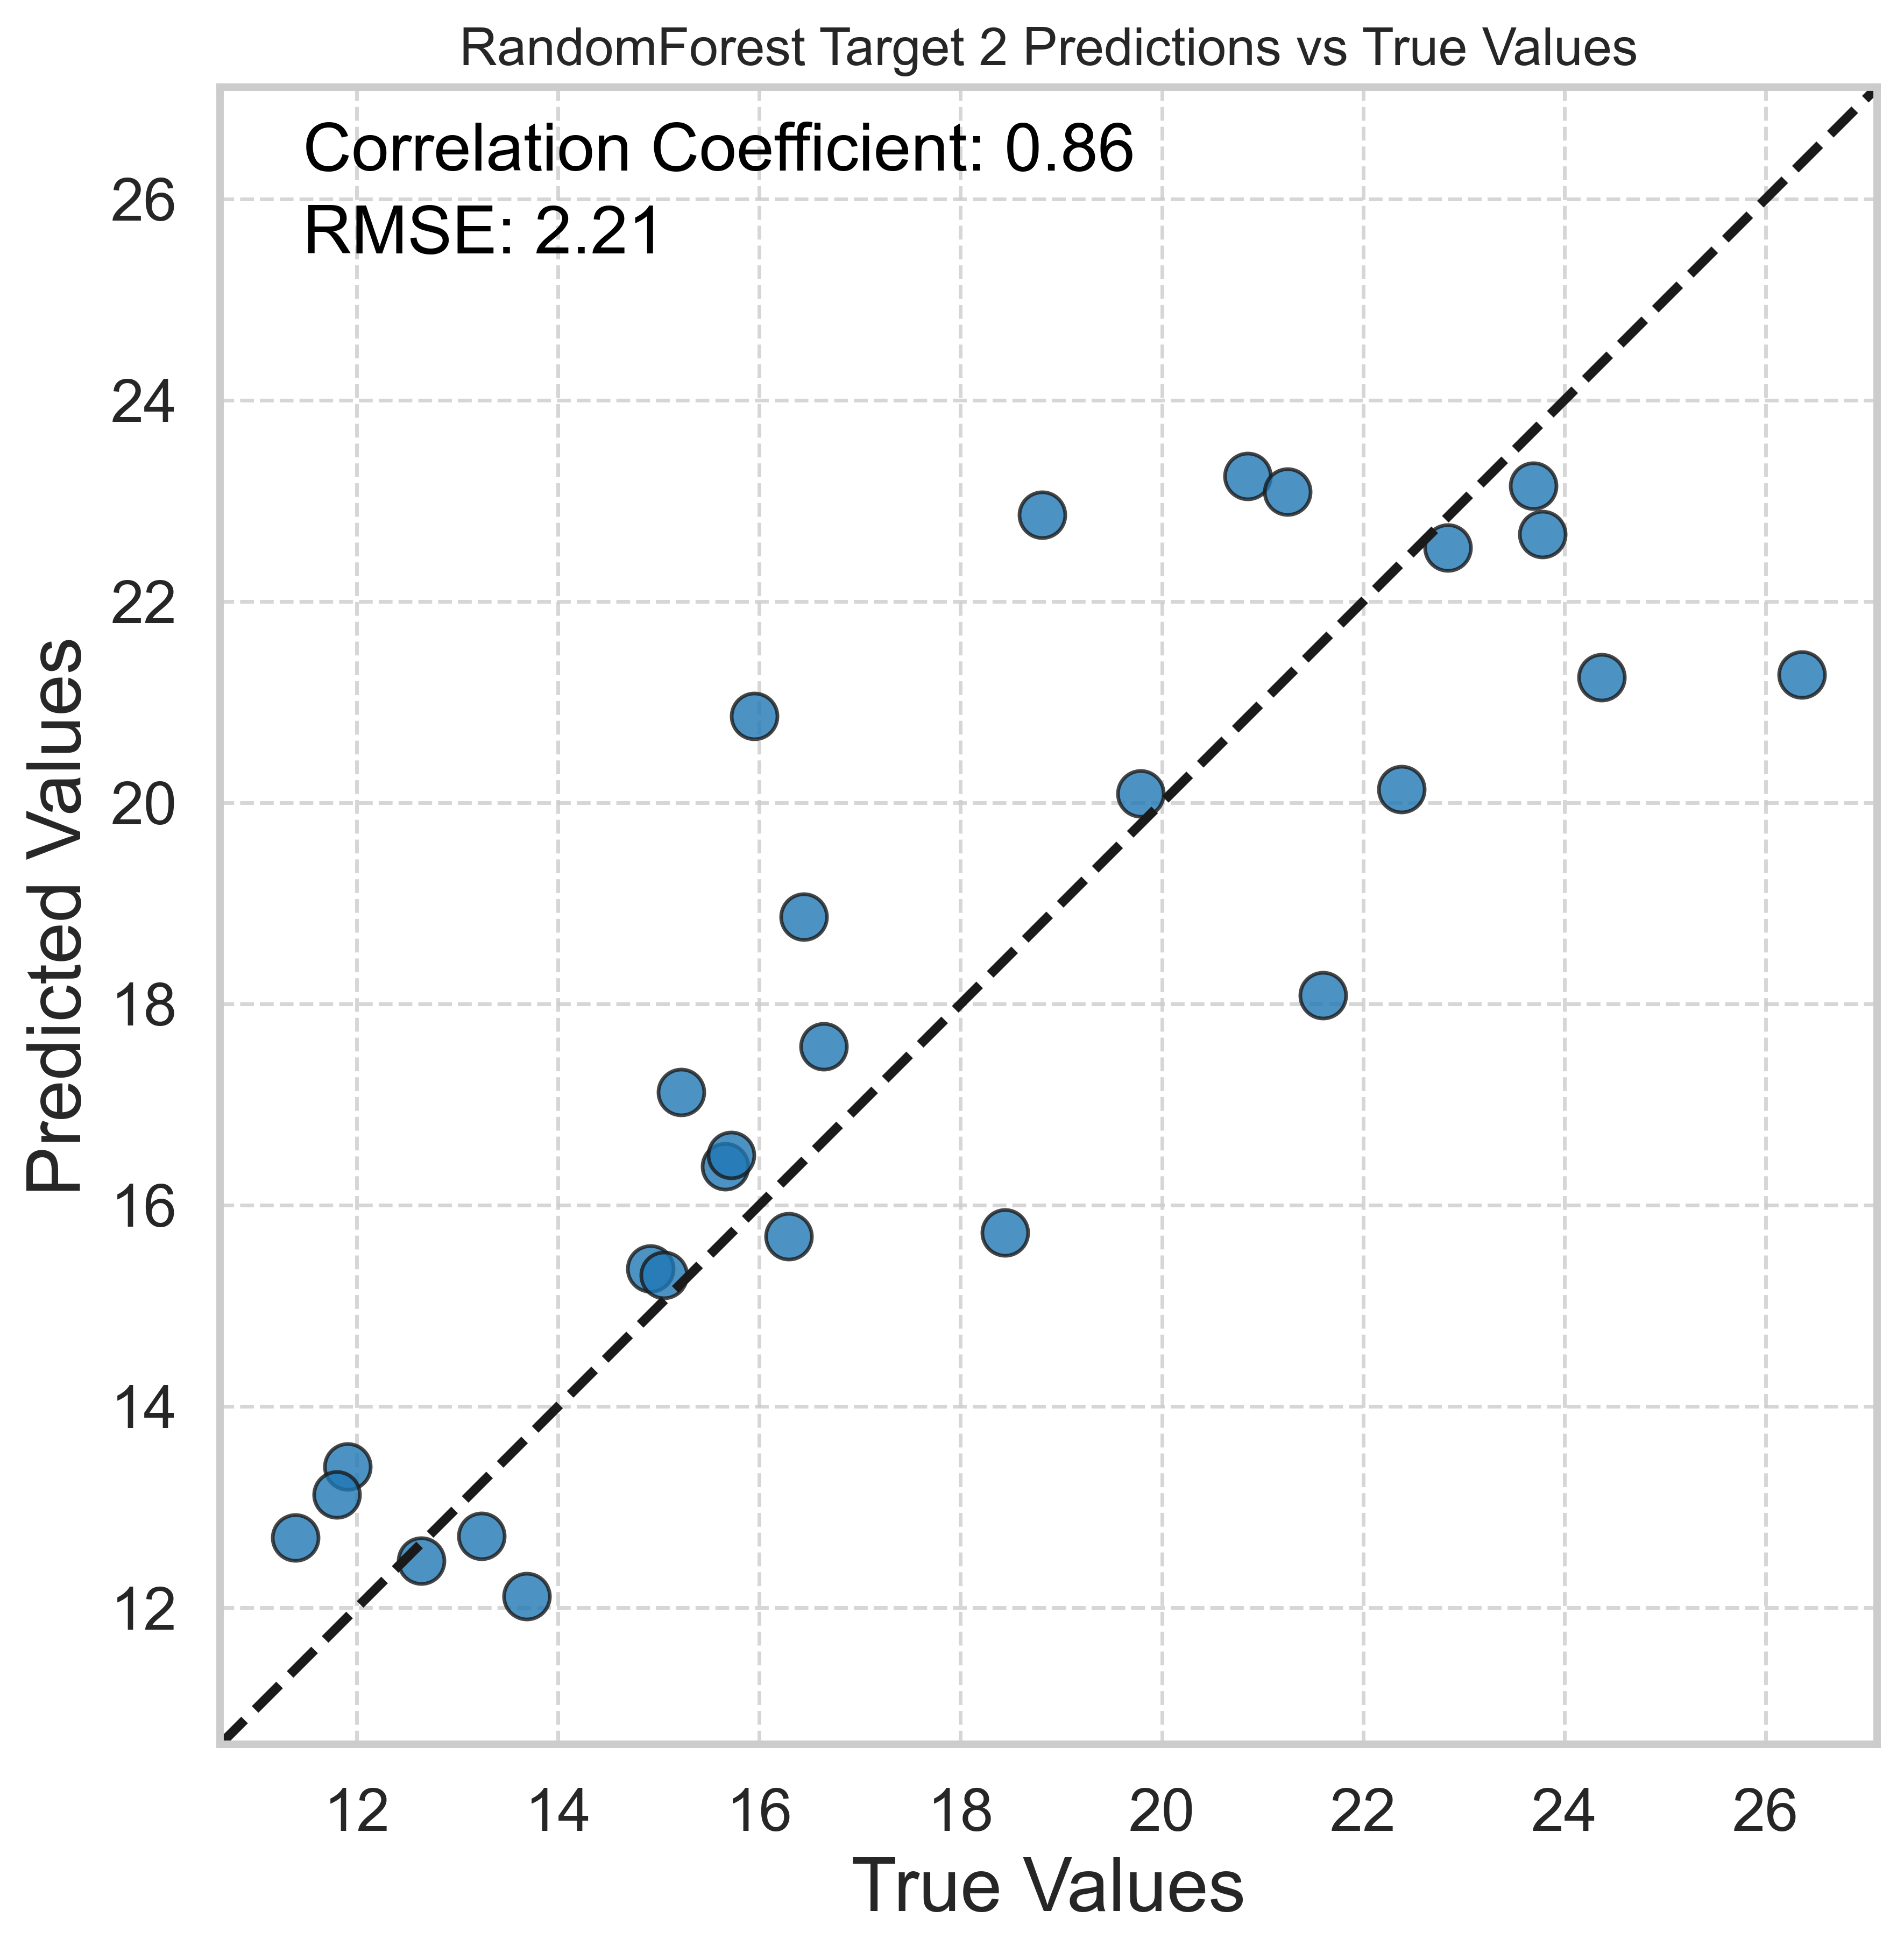 RandomForest Target 2 Predictions vs True Values
Correlation Coefficient: 0.86
RMSE: 2.21
26
24
22
20
18
16
14
12
Predicted Values
12 14 16 18 20 22 24 26
True Values